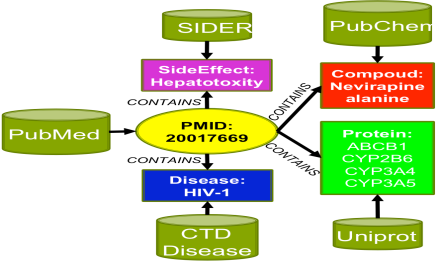 SIDER
PubChem
SideEffect:
Hepatotoxity
Compoud:
Nevirapine
alanine
CONTAINS
CONTAINS
PubMed
PMID:
20017669
Protein:
ABCB1
CYP2B6
CYP3A4
CYP3A5
CONTAINS
CONTAINS
Disease:
HIV-1
CTD
Disease
Uniprot